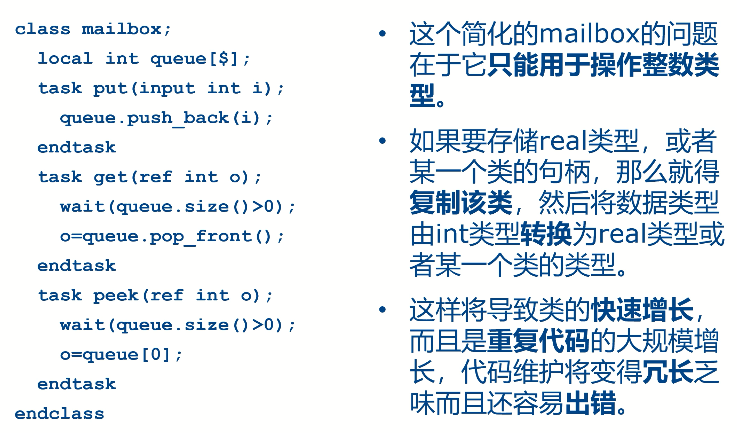 class mailbox;
local int queue[$];
task put(input int i);
queue.push_back(i);
endtask
task get(ref int o);
wait(queue.size()>0);
o=queue.pop_front();
endtask
task peek(ref int o);
wait(queue.size()>0);
o=queue[0];
endtask
endclass
• 这个简化的mailbox的问题
在于它只能用于操作整数类
型。
• 如果要存储real类型，或者
某一个类的句柄，那么就得
复制该类，然后将数据类型
由int类型转换为real类型或
者某一个类的类型。
• 这样将导致类的快速增长，
而且是重复代码的大规模增
长，代码维护将变得冗长乏
味而且还容易出错。